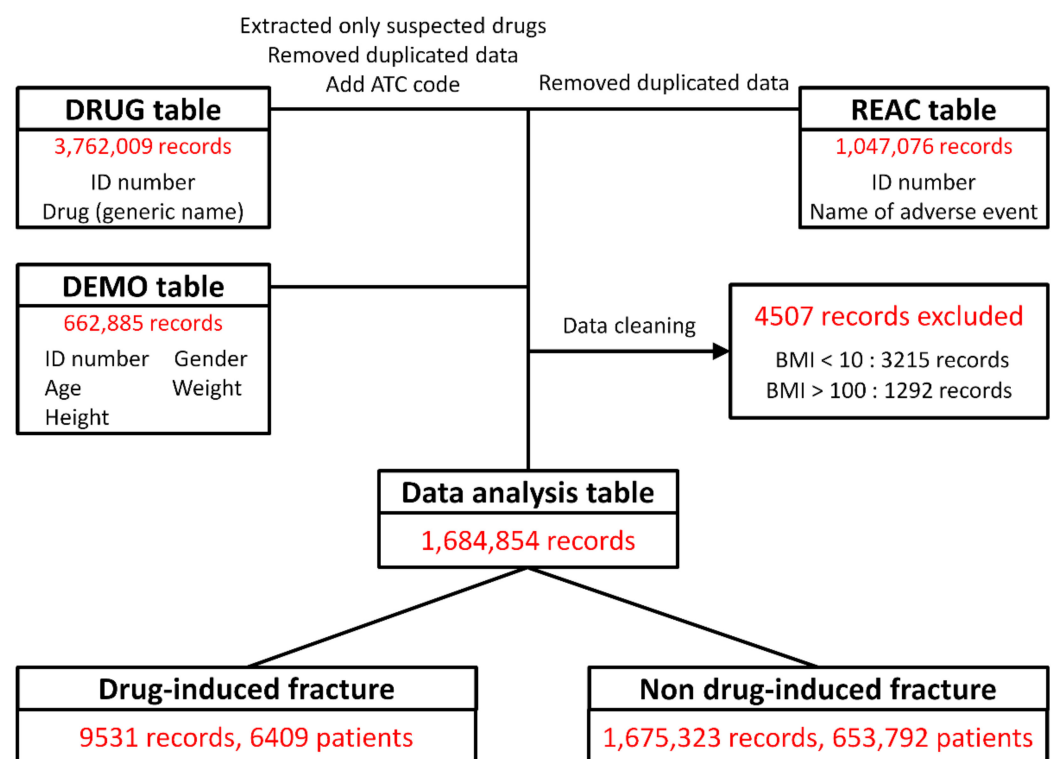 Extracted only suspected drugs
Removed duplicated data
Add ATC code
Removed duplicated data
DRUG table
3,762,009 records
ID number
Drug (generic name)
REAC table
1,047,076 records
ID number
Name of adverse event
DEMO table
662,885 records
ID number Gender
Age Weight
Height
Data cleaning
4507 records excluded
BMI < 10 : 3215 records
BMI > 100 : 1292 records
Data analysis table
1,684,854 records
Drug-induced fracture
9531 records, 6409 patients
Non drug-induced fracture
1,675,323 records, 653,792 patients